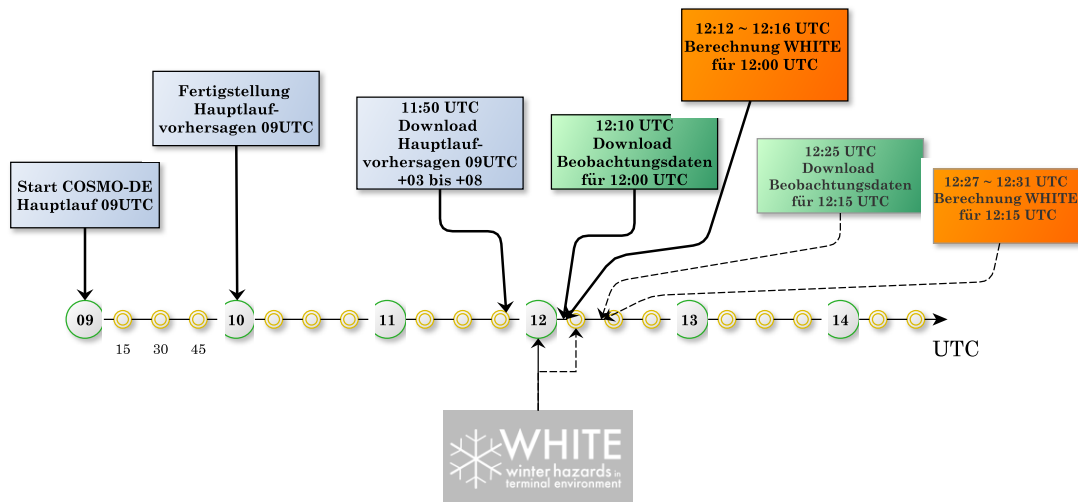 12:12 ~ 12:16 UTC
Berechnung WHITE
für 12:00 UTC
Fertigstellung
Hauptlauf-
vorhersagen 09UTC
11:50 UTC
Download
Hauptlauf-
vorhersagen 09UTC
+03 bis +08
12:10 UTC
Download
Beobachtungsdaten
für 12:00 UTC
12:25 UTC
Download
Beobachtungsdaten
für 12:15 UTC
Start COSMO-DE
Hauptlauf 09UTC
12:27 ~ 12:31 UTC
Berechnung WHITE
für 12:15 UTC
09 10 11 12 13 14
15 30 45
UTC
WHITE
winter hazards in
terminal environment